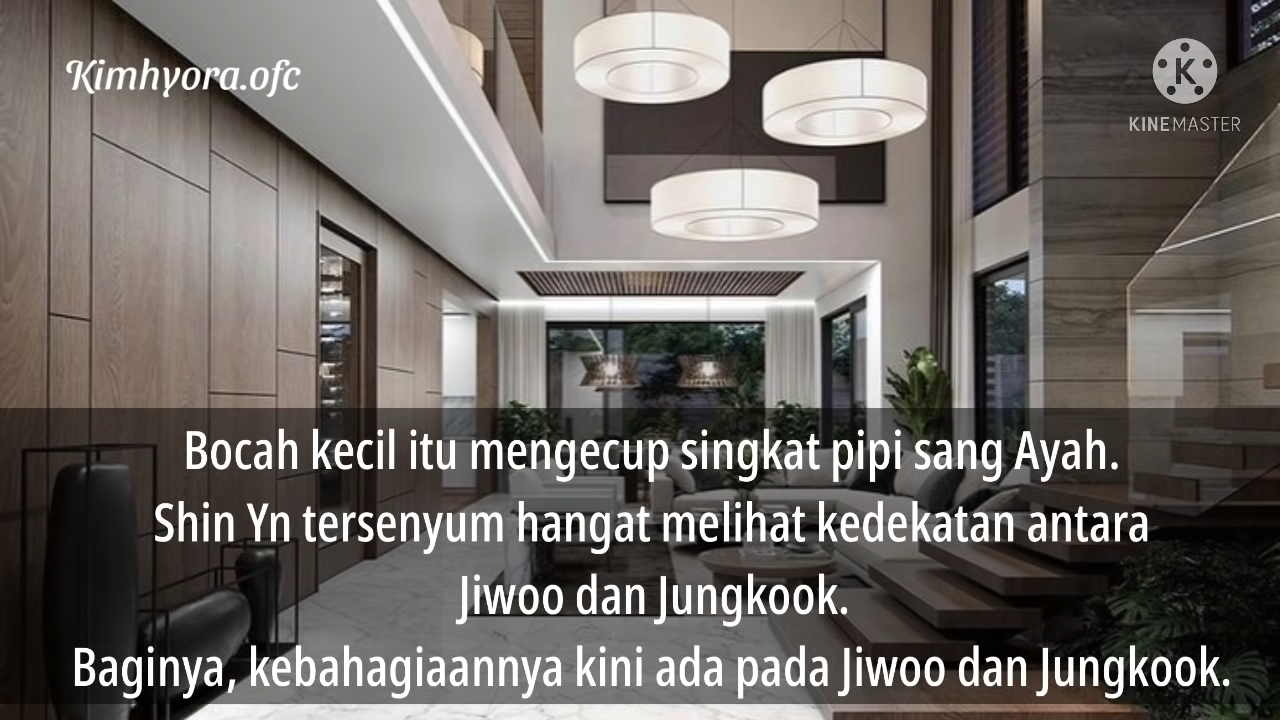 Kimhyora.ofc
K
KINEMASTER
Bocah kecil itu mengecup singkat pipi sang Ayah.
Shin Yn tersenyum hangat melihat kedekatan antara
Jiwoo dan Jungkook.
Baginya, kebahagiaannya kini ada pada Jiwoo dan Jungkook.